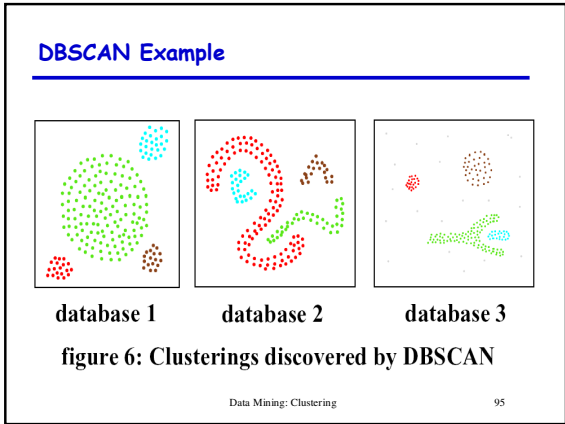 DBSCAN Example
database 1 database 2 database 3
figure 6: Clusterings discovered by DBSCAN
Data Mining: Clustering 95